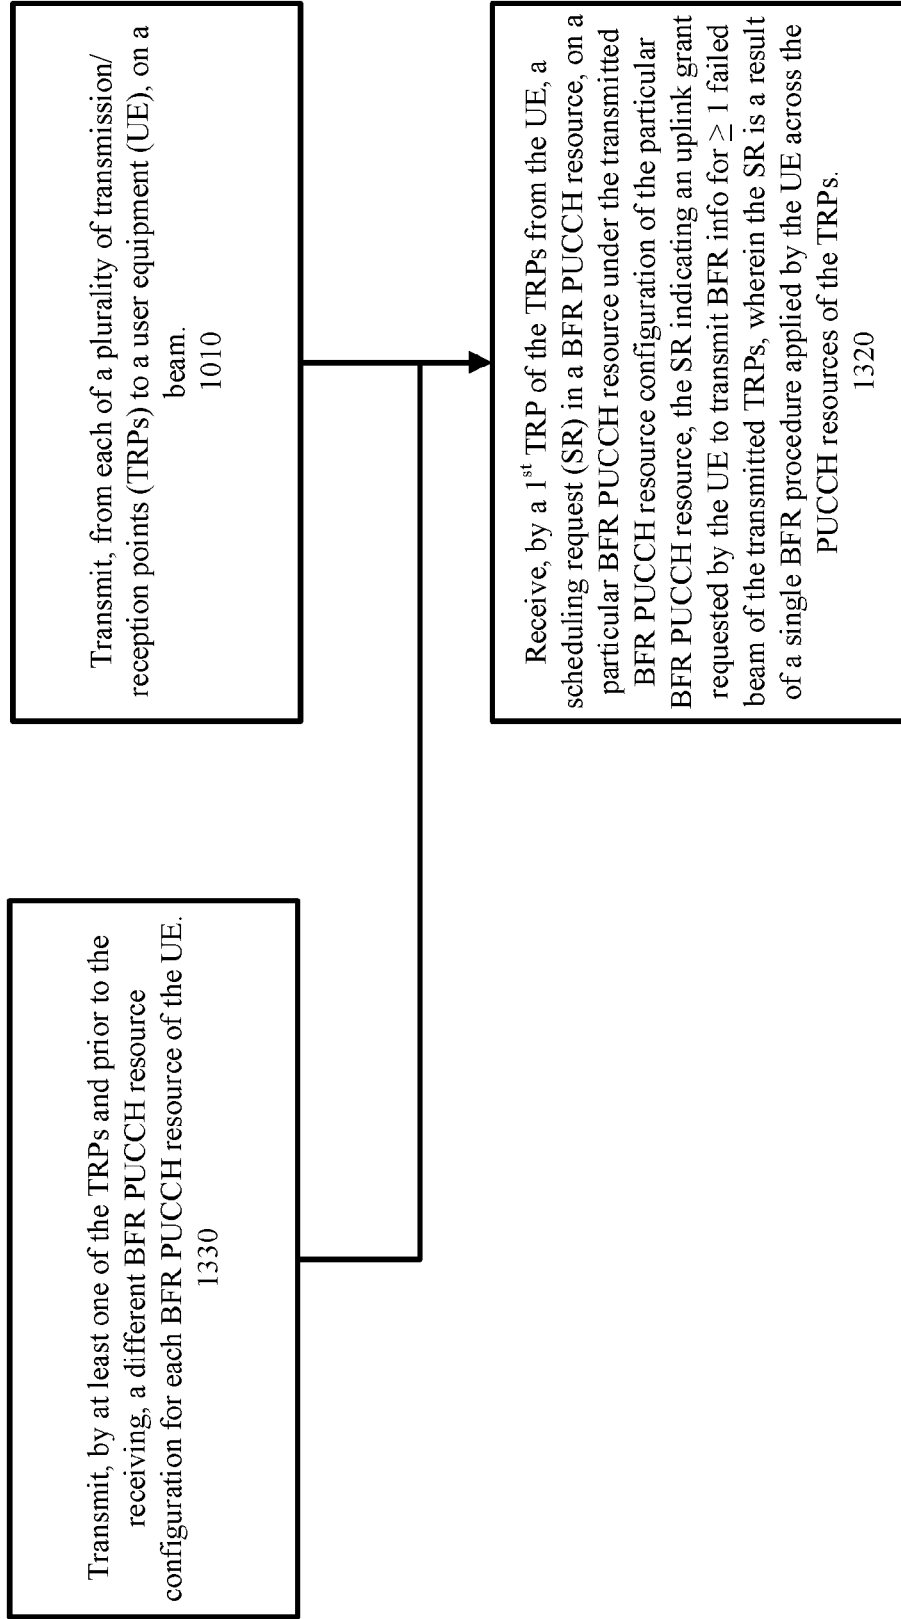 Transmit, by at least one of the TRPs and prior to the
receiving, a different BFR PUCCH resource
configuration for each BFR PUCCH resource of the UE.
1330
Transmit, from each of a plurality of transmission/
reception points (TRPs) to a user equipment (UE), on a
beam.
1010
Receive, by a 1st TRP of the TRPs from the UE, a
scheduling request (SR) in a BFR PUCCH resource, on a
particular BFR PUCCH resource under the transmitted
BFR PUCCH resource configuration of the particular
BFR PUCCH resource, the SR indicating an uplink grant
requested by the UE to transmit BFR info for ≥ 1 failed
beam of the transmitted TRPs, wherein the SR is a result
of a single BFR procedure applied by the UE across the
PUCCH resources of the TRPs.
1320